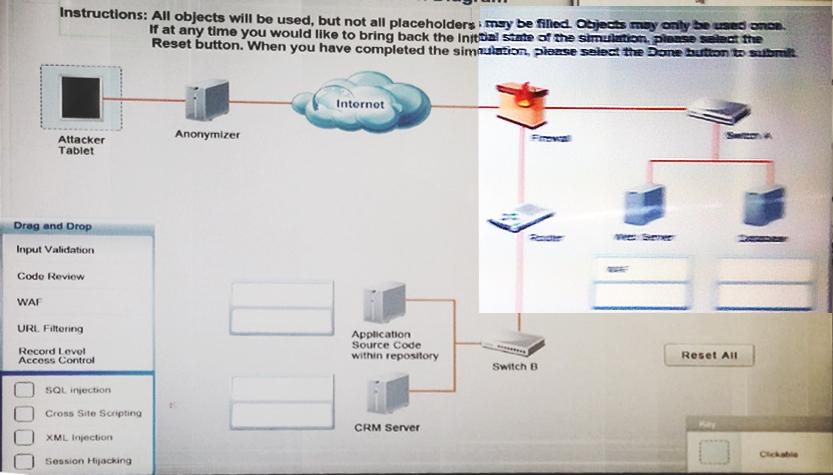 Instructions: All objects will be used, but not all placeholders may be filled. Objects may only be used once.
If at any time you would like to bring back the initial state of the simulation, please select the
Reset button. When you have completed the simulation, please select the Done button to submit.
Internet
Attacker
Tablet
Anonymizer
Firewall
Switch A
Router
Web Server
Database
WAF
Drag and Drop
Input Validation
Code Review
WAF
URL Filtering
Record Level
Access Control
SQL injection
Cross Site Scripting
XML Injection
Session Hijacking
Application
Source Code
within repository
Switch B
CRM Server
Reset All
Key
Clickable